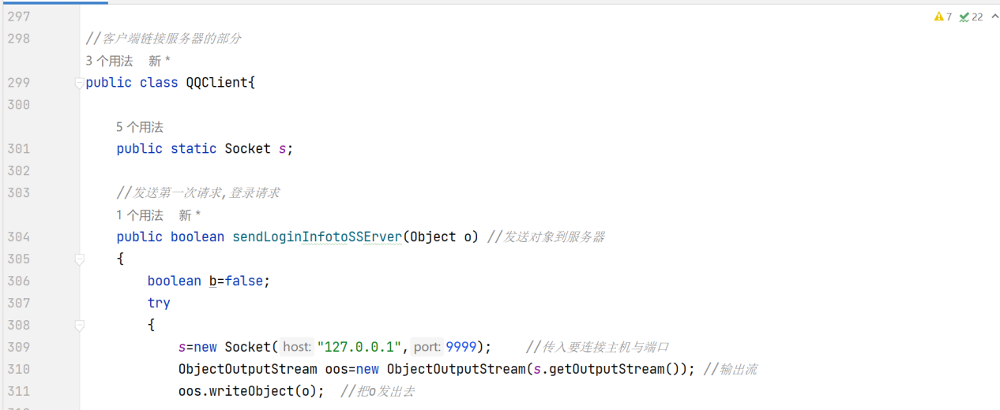 297
7 22
298 //客户端链接服务器的部分
3 个用法 新 *
299 public class QQClient{
300
5 个用法
301 public static Socket s;
302
303 //发送第一次请求,登录请求
1 个用法 新 *
304 public boolean sendLoginInfotoSSErver(Object o) //发送对象到服务器
305 {
306 boolean b=false;
307 try
308 {
309 s=new Socket( host: "127.0.0.1", port: 9999); //传入要连接主机与端口
310 ObjectOutputStream oos=new ObjectOutputStream(s.getOutputStream()); //输出流
311 oos.writeObject(o); //把o发出去